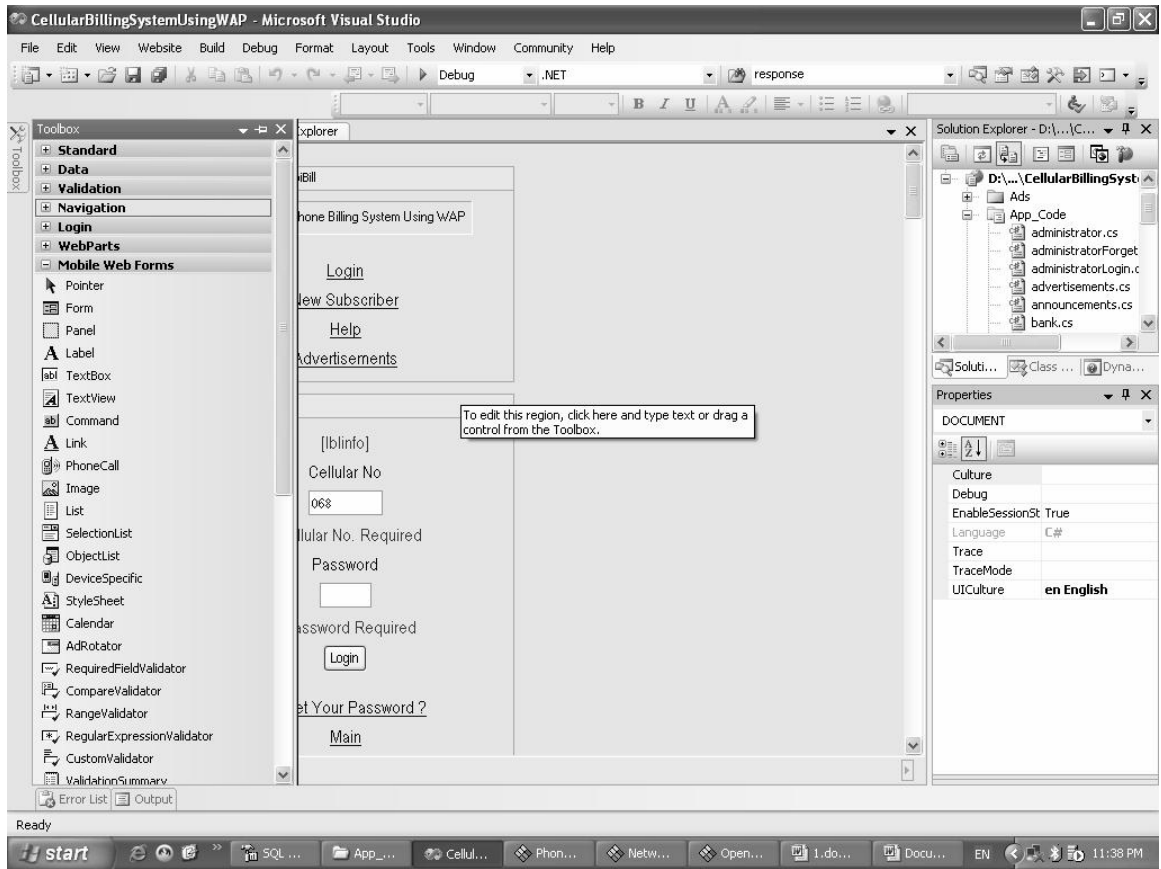 CellularBillingSystemUsingWAP - Microsoft Visual Studio
File Edit View Website Build Debug Format Layout Tools Window Community Help
Debug .NET response
B I U A
Toolbox
Toolbox
Standard
Data
Validation
Navigation
Login
WebParts
Mobile Web Forms
Pointer
Form
Panel
Label
TextBox
TextView
Command
Link
PhoneCall
Image
List
SelectionList
ObjectList
DeviceSpecific
StyleSheet
Calendar
AdRotator
RequiredFieldValidator
CompareValidator
RangeValidator
RegularExpressionValidator
CustomValidator
ValidationSummary
xplorer
biBill
hone Billing System Using WAP
Login
New Subscriber
Help
Advertisements
To edit this region, click here and type text or drag a
control from the Toolbox.
[lblinfo]
Cellular No
068
llular No. Required
Password
assword Required
Login
et Your Password ?
Main
Solution Explorer - D:\...\C...
D:\...\CellularBillingSyst
Ads
App_Code
administrator.cs
administratorForget
administratorLogin.c
advertisements.cs
announcements.cs
bank.cs
Soluti... Class ... Dyna...
Properties
DOCUMENT
Culture
Debug
EnableSessionSt True
Language C#
Trace
TraceMode
UICulture en English
Error List Output
Ready
start SQL ... App_... Cellul... Phon... Netw... Open... 1.do... Docu... EN 11:38 PM